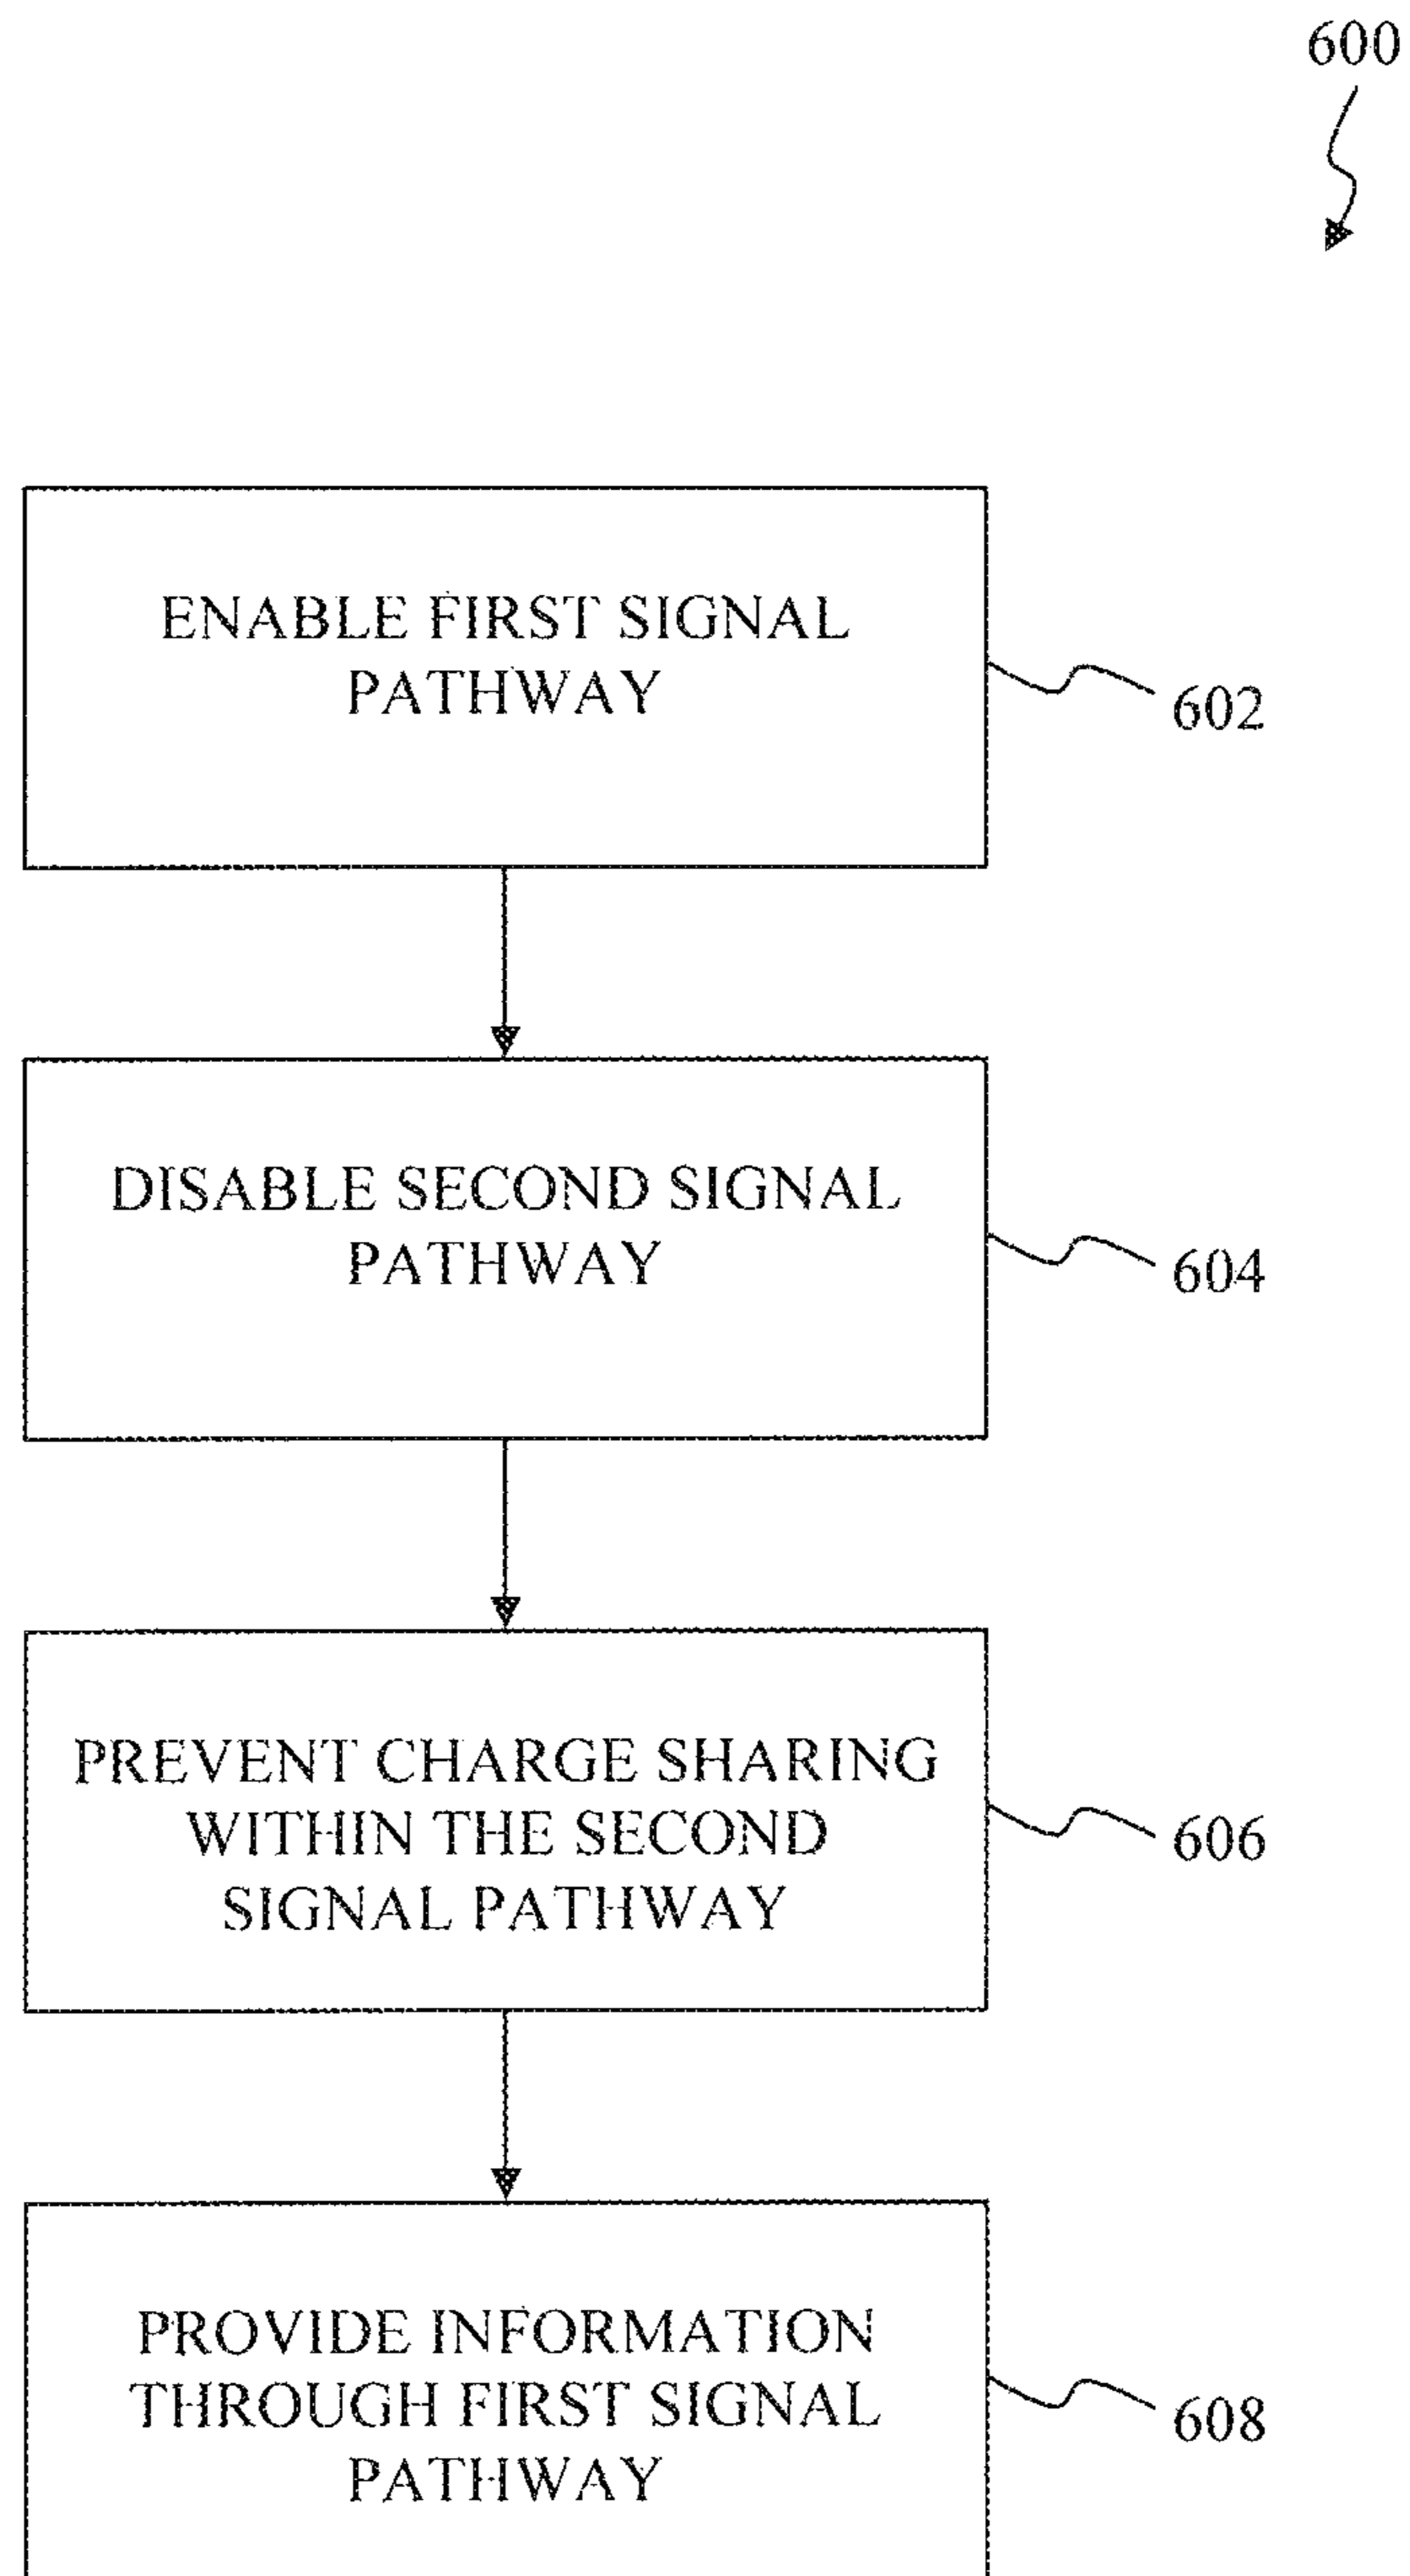 600
ENABLE FIRST SIGNAL
PATHWAY
602
DISABLE SECOND SIGNAL
PATHWAY
604
PREVENT CHARGE SHARING
WITHIN THE SECOND
SIGNAL PATHWAY
606
PROVIDE INFORMATION
THROUGH FIRST SIGNAL
PATHWAY
608